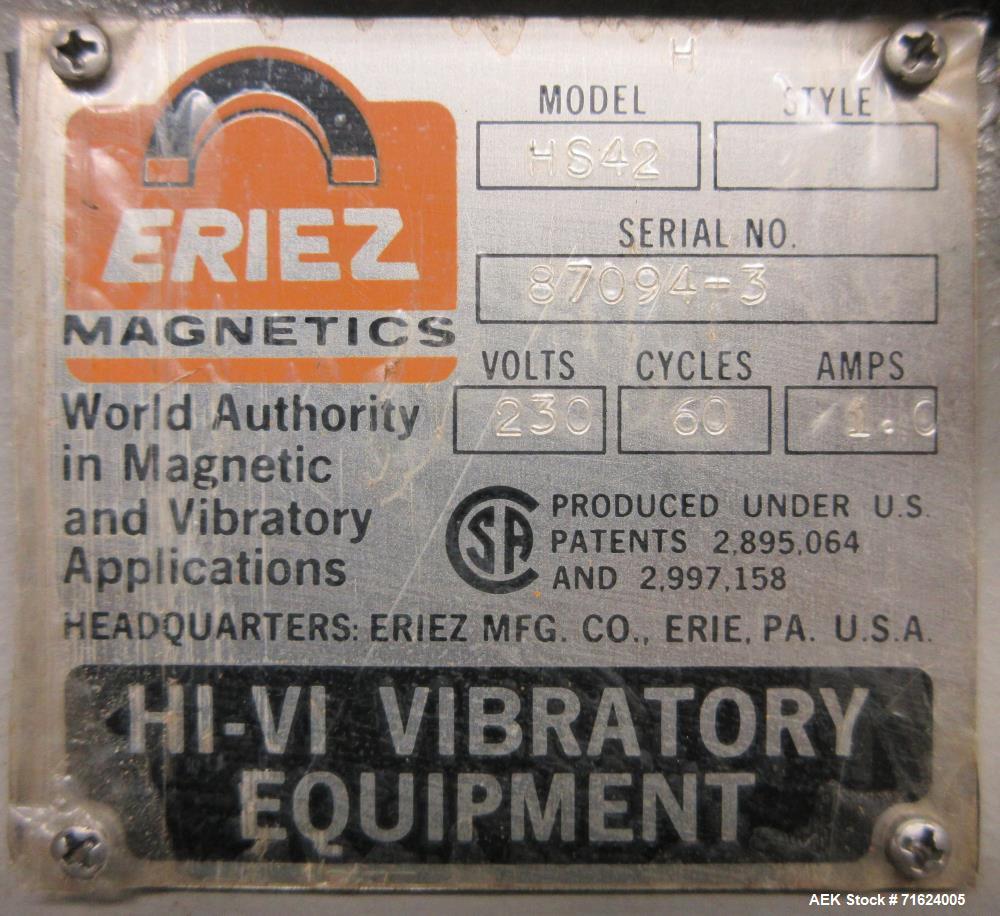 H
MODEL STYLE
HS42
ERIEZ
MAGNETICS
SERIAL NO.
87094-3
VOLTS CYCLES AMPS
230 60 1.0
World Authority
in Magnetic
and Vibratory
Applications
CSA
PRODUCED UNDER U.S.
PATENTS 2,895,064
AND 2,997,158
HEADQUARTERS: ERIEZ MFG. CO., ERIE, PA. U.S.A.
HI-VI VIBRATORY
EQUIPMENT
AEK Stock # 71624005